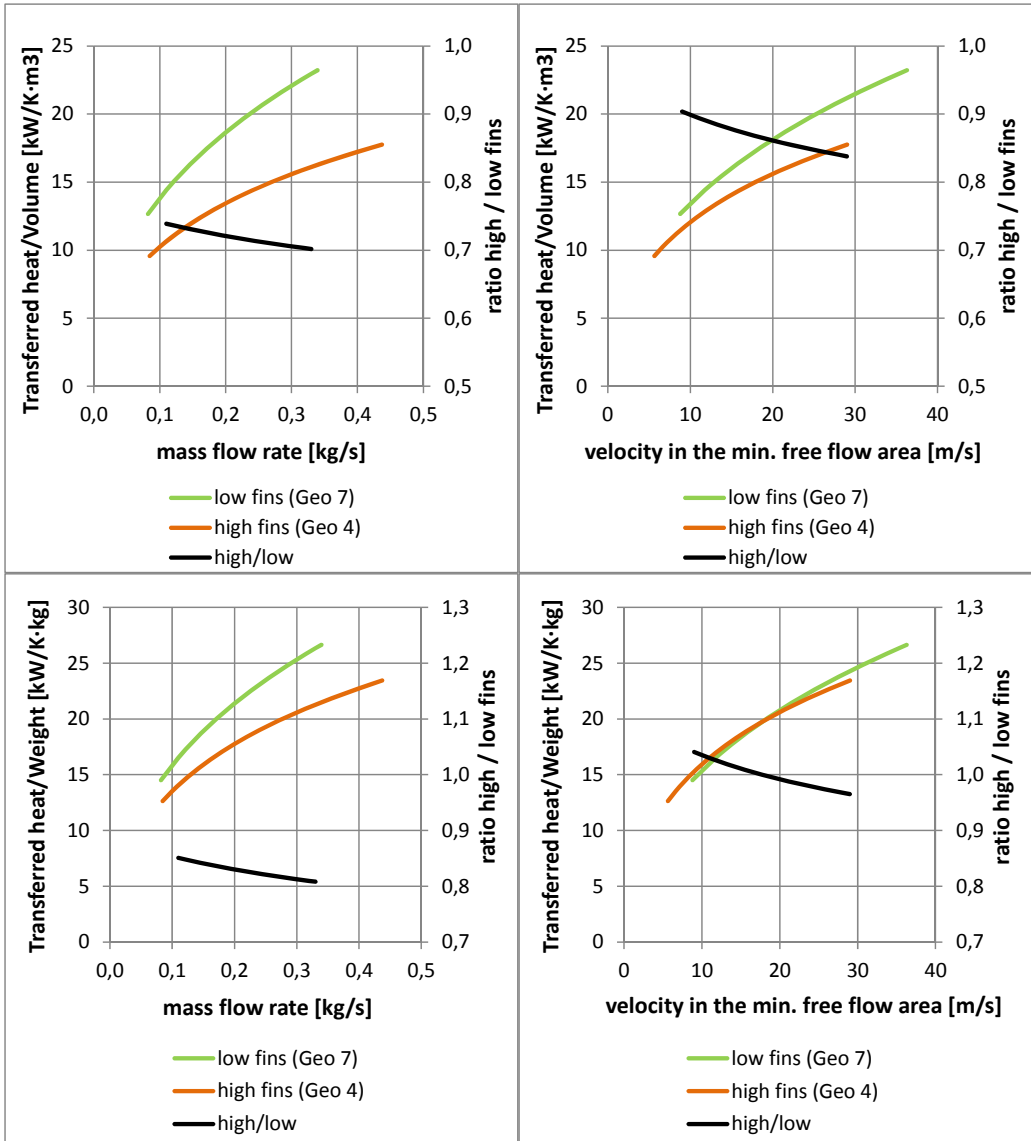 Transferred heat/Volume [kW/K·m3]
25
20
15
10
5
0
1,0
0,9
0,8
0,7
0,6
0,5
ratio high / low fins
0,0 0,1 0,2 0,3 0,4 0,5
mass flow rate [kg/s]
low fins (Geo 7)
high fins (Geo 4)
high/low
Transferred heat/Volume [kW/K·m3]
25
20
15
10
5
0
1,0
0,9
0,8
0,7
0,6
0,5
ratio high / low fins
0 10 20 30 40
velocity in the min. free flow area [m/s]
low fins (Geo 7)
high fins (Geo 4)
high/low
Transferred heat/Weight [kW/K·kg]
30
25
20
15
10
5
0
1,3
1,2
1,1
1,0
0,9
0,8
0,7
ratio high / low fins
0,0 0,1 0,2 0,3 0,4 0,5
mass flow rate [kg/s]
low fins (Geo 7)
high fins (Geo 4)
high/low
Transferred heat/Weight [kW/K·kg]
30
25
20
15
10
5
0
1,3
1,2
1,1
1,0
0,9
0,8
0,7
ratio high / low fins
0 10 20 30 40
velocity in the min. free flow area [m/s]
low fins (Geo 7)
high fins (Geo 4)
high/low